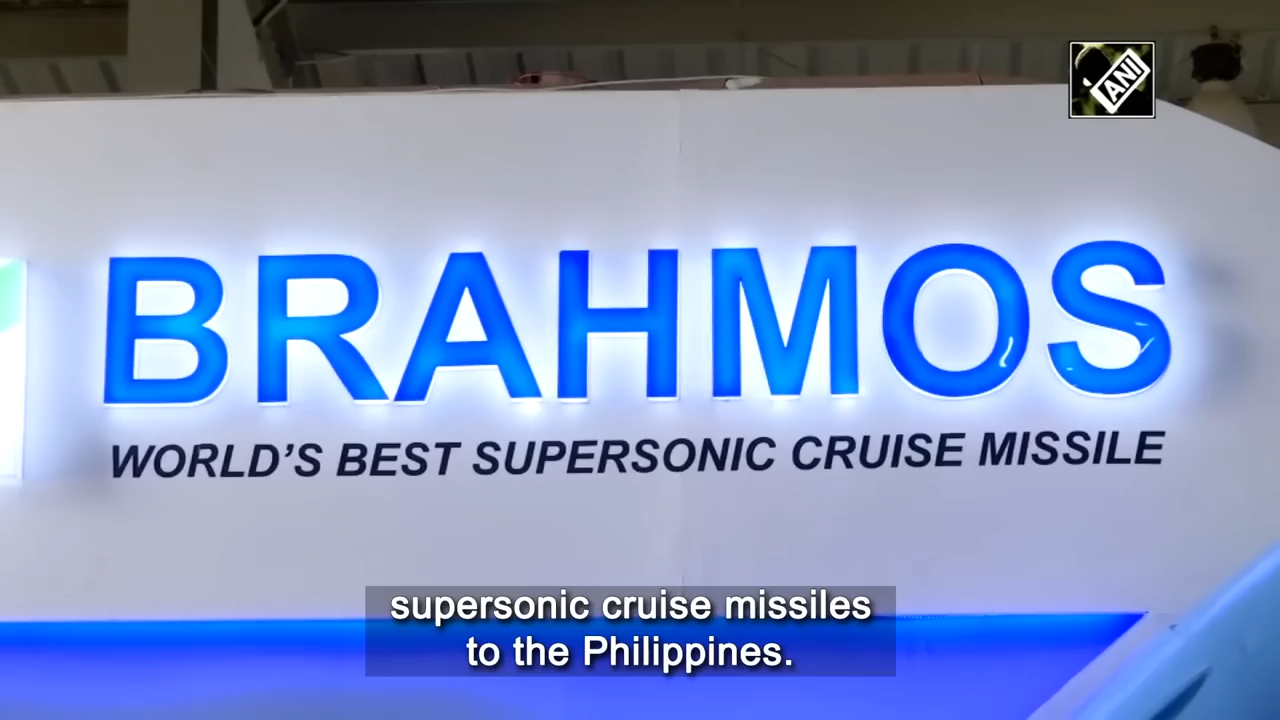 ANI
BRAHMOS
WORLD'S BEST SUPERSONIC CRUISE MISSILE
supersonic cruise missiles
to the Philippines.